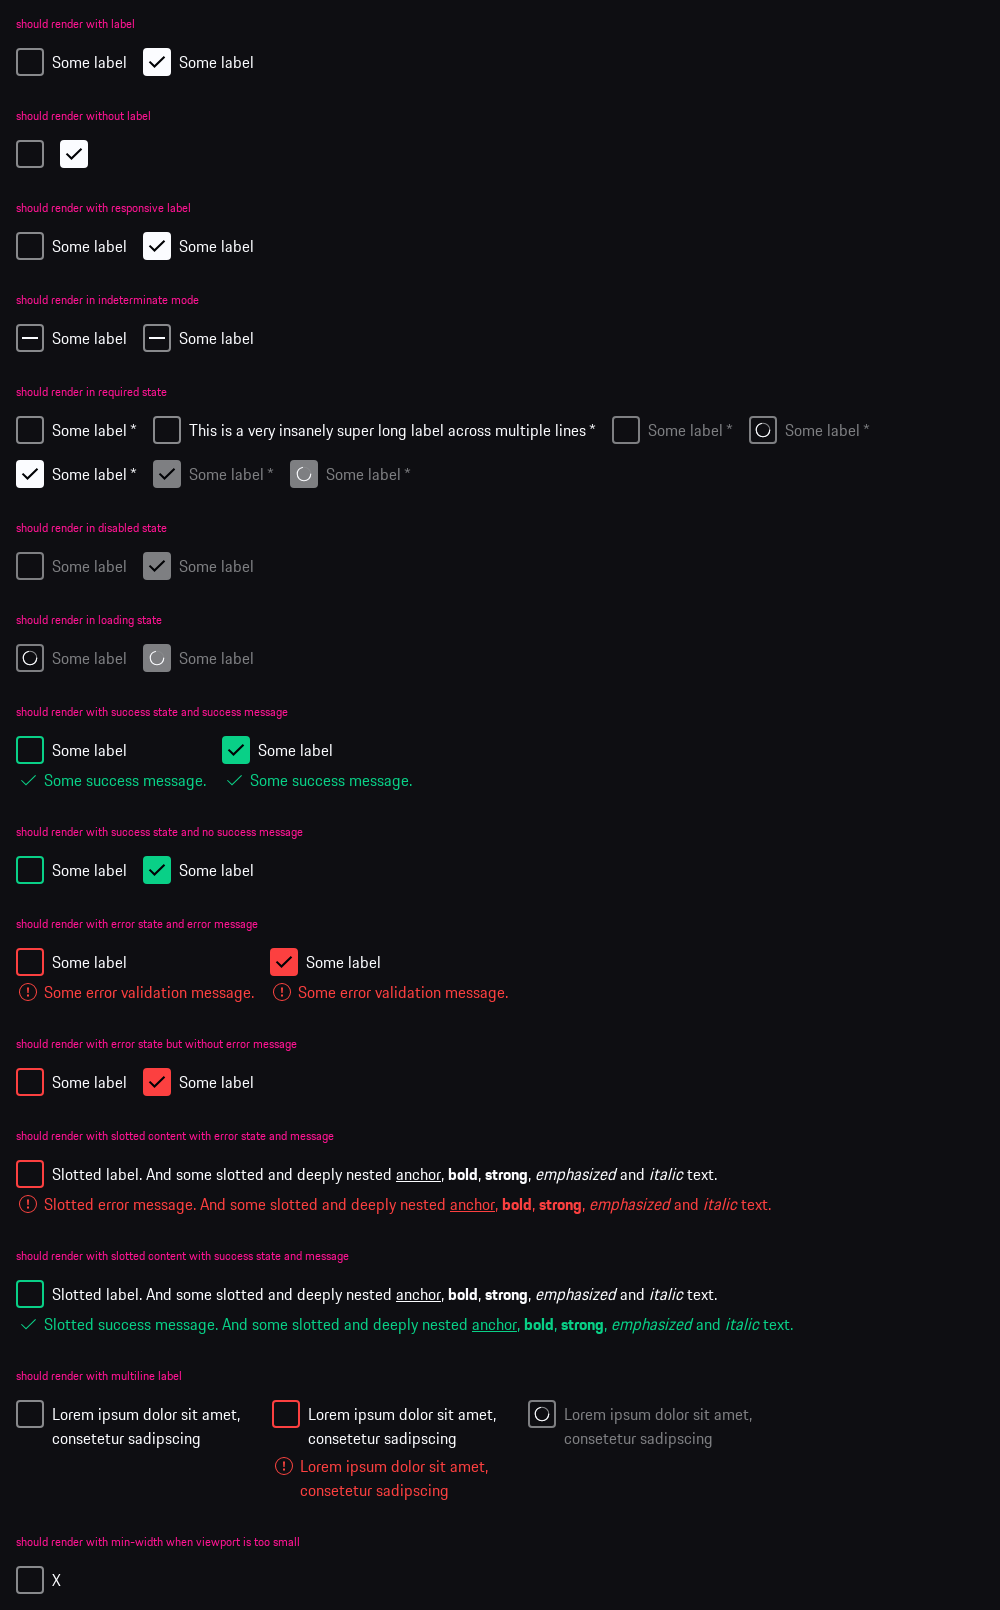 should render with label
Some label Some label
should render without label
should render with responsive label
Some label Some label
should render in indeterminate mode
Some label Some label
should render in required state
Some label * This is a very insanely super long label across multiple lines * Some label * Some label *
Some label * Some label * Some label *
should render in disabled state
Some label Some label
should render in loading state
Some label Some label
should render with success state and success message
Some label Some label
Some success message. Some success message.
should render with success state and no success message
Some label Some label
should render with error state and error message
Some label Some label
Some error validation message. Some error validation message.
should render with error state but without error message
Some label Some label
should render with slotted content with error state and message
Slotted label. And some slotted and deeply nested anchor, bold, strong, emphasized and italic text.
Slotted error message. And some slotted and deeply nested anchor, bold, strong, emphasized and italic text.
should render with slotted content with success state and message
Slotted label. And some slotted and deeply nested anchor, bold, strong, emphasized and italic text.
Slotted success message. And some slotted and deeply nested anchor, bold, strong, emphasized and italic text.
should render with multiline label
Lorem ipsum dolor sit amet, Lorem ipsum dolor sit amet, Lorem ipsum dolor sit amet,
consetetur sadipscing consetetur sadipscing consetetur sadipscing
Lorem ipsum dolor sit amet,
consetetur sadipscing
should render with min-width when viewport is too small
X